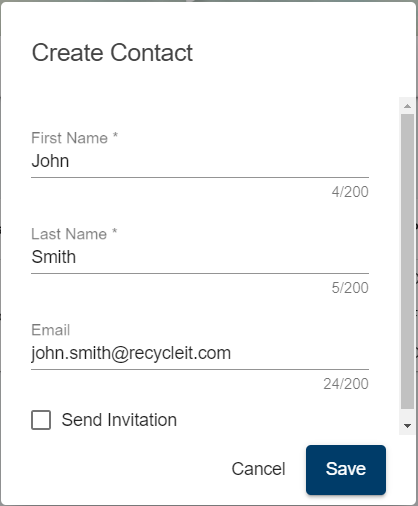 Create Contact
First Name *
John
4/200
Last Name *
Smith
5/200
Email
john.smith@recycleit.com
24/200
Send Invitation
Cancel
Save